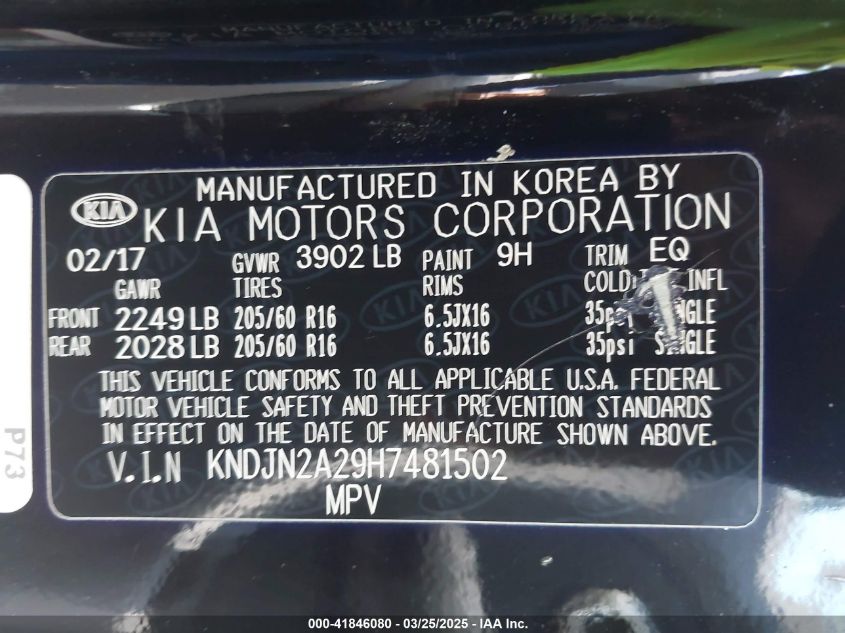 MANUFACTURED IN KOREA BY
KIA KIA MOTORS CORPORATION
02/17 GVWR 3902 LB PAINT 9H TRIM EQ
GAWR TIRES RIMS COLD INFL
FRONT 2249 LB 205/60 R16 6.5JX16 35psi
REAR 2028 LB 205/60 R16 6.5JX16 35psi SINGLE
THIS VEHICLE CONFORMS TO ALL APPLICABLE U.S.A. FEDERAL
MOTOR VEHICLE SAFETY AND THEFT PREVENTION STANDARDS
IN EFFECT ON THE DATE OF MANUFACTURE SHOWN ABOVE.
V.I.N KNDJN2A29H7481502
MPV
P73
000-41846080 - 03/25/2025 - IAA Inc.